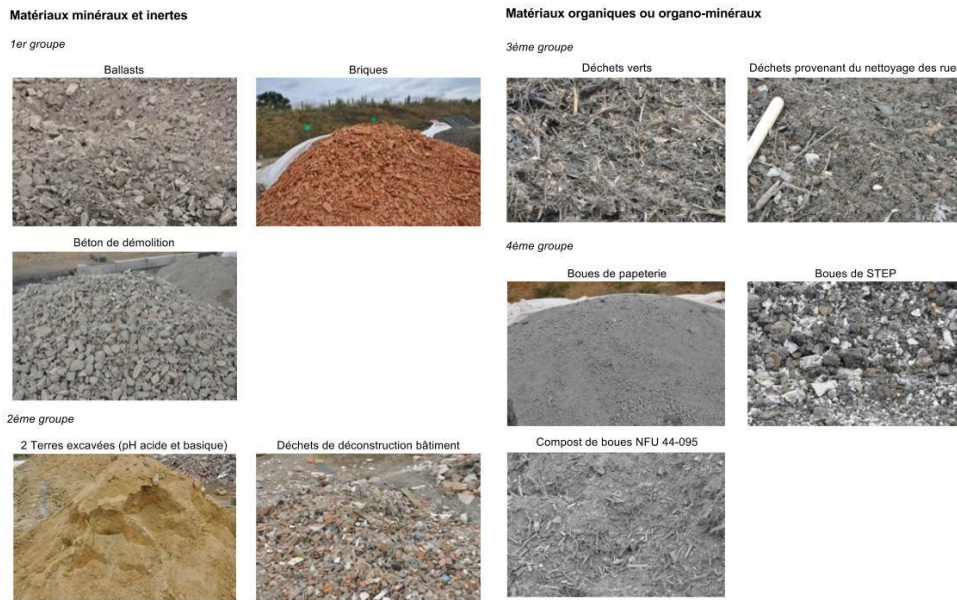 Matériaux minéraux et inertes
1er groupe
Ballasts
Briques
Béton de démolition
2ème groupe
2 Terres excavées (pH acide et basique)
Déchets de déconstruction bâtiment
Matériaux organiques ou organo-minéraux
3ème groupe
Déchets verts
Déchets provenant du nettoyage des rues
4ème groupe
Boues de papeterie
Boues de STEP
Compost de boues NFU 44-095